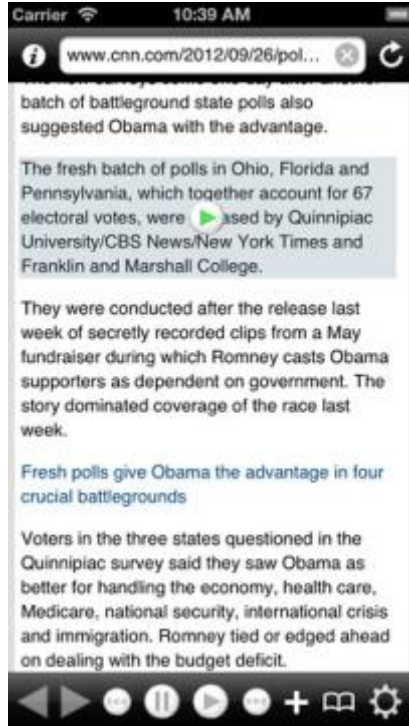 Carrier 10:39 AM
www.cnn.com/2012/09/26/pol...
batch of battleground state polls also
suggested Obama with the advantage.
The fresh batch of polls in Ohio, Florida and
Pennsylvania, which together account for 67
electoral votes, were ased by Quinnipiac
University/CBS News/New York Times and
Franklin and Marshall College.
They were conducted after the release last
week of secretly recorded clips from a May
fundraiser during which Romney casts Obama
supporters as dependent on government. The
story dominated coverage of the race last
week.
Fresh polls give Obama the advantage in four
crucial battlegrounds
Voters in the three states questioned in the
Quinnipiac survey said they saw Obama as
better for handling the economy, health care,
Medicare, national security, international crisis
and immigration. Romney tied or edged ahead
on dealing with the budget deficit.